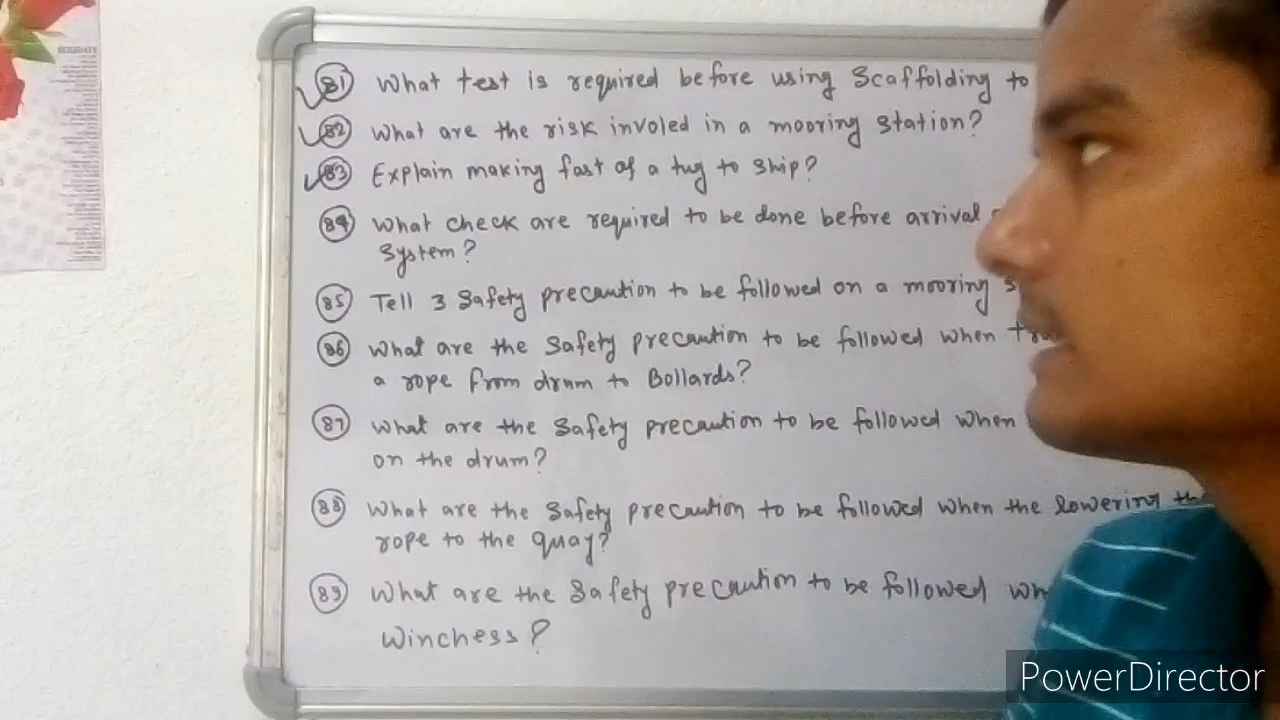 81 What test is required before using Scaffolding to
82 What are the risk involed in a mooring station?
83 Explain making fast of a tug to ship?
84 What check are required to be done before arrival
System?
85 Tell 3 Safety precaution to be followed on a mooring
86 What are the Safety precaution to be followed when
a rope from drum to Bollards?
87 What are the Safety precaution to be followed when
on the drum?
88 What are the Safety precaution to be followed when the lowering
rope to the quay?
89 What are the Safety precaution to be followed
Winchess?
PowerDirector